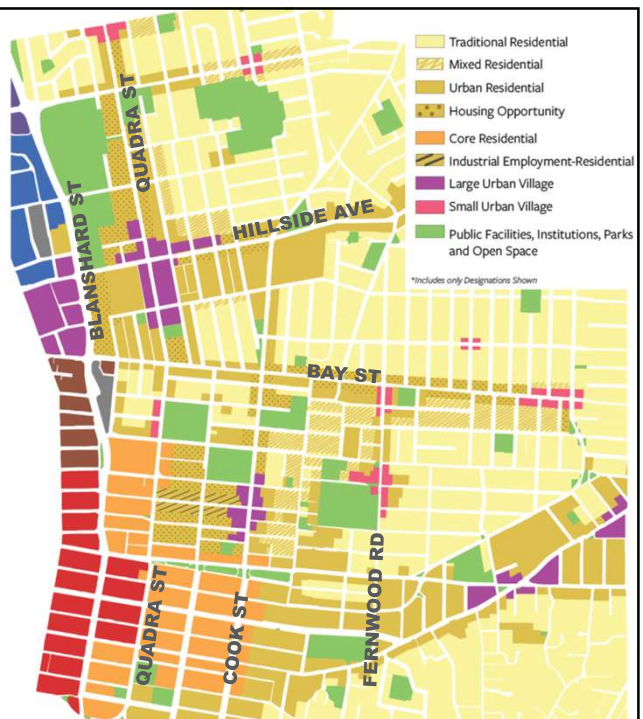 Traditional Residential
Mixed Residential
Urban Residential
Housing Opportunity
Core Residential
Industrial Employment-Residential
Large Urban Village
Small Urban Village
Public Facilities, Institutions, Parks
and Open Space
*Includes only Designations Shown
QUADRA ST
BLANSHARD ST
HILLSIDE AVE
BAY ST
FERNWOOD RD
QUADRA ST
COOK ST